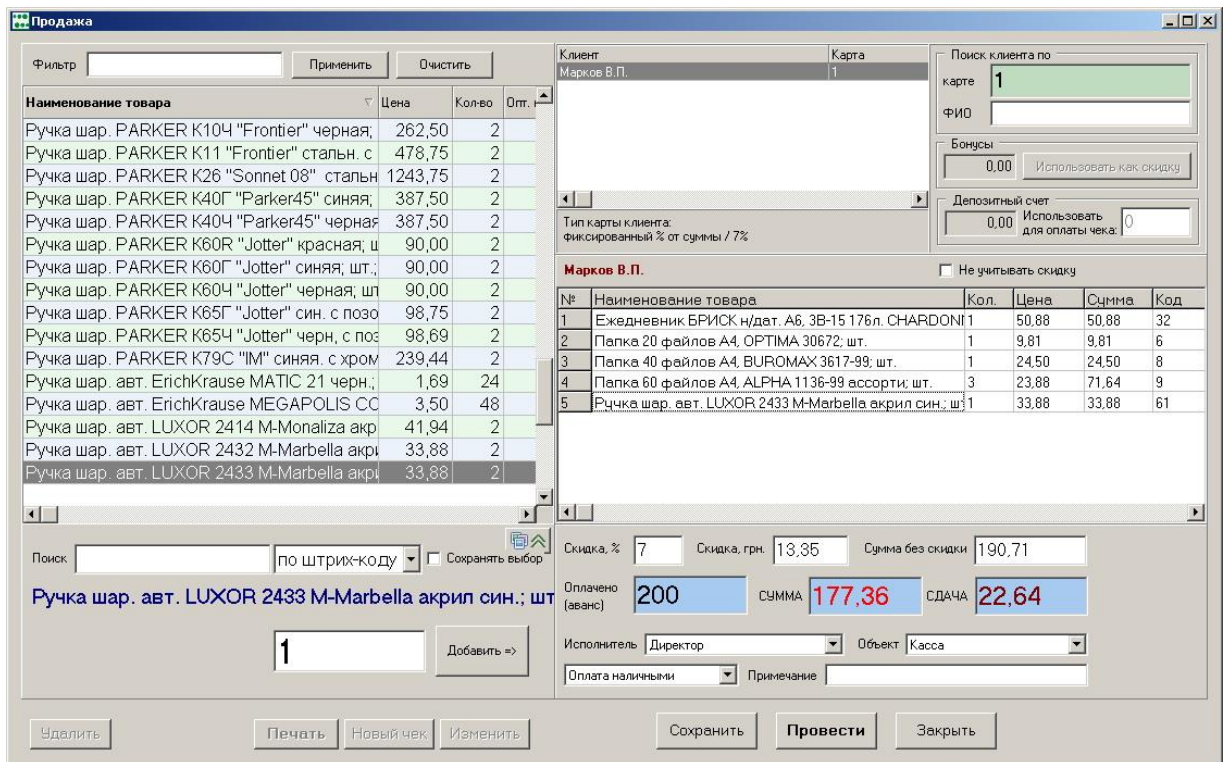 Продажа
Фильтр Применить Очистить
Наименование товара Цена Кол-во Опт.
Ручка шар. PARKER К10Ч "Frontier" черная; 262,50 2
Ручка шар. PARKER К11 "Frontier" стальн. с 478,75 2
Ручка шар. PARKER К26 "Sonnet 08" стальн 1243,75 2
Ручка шар. PARKER К40Г "Parker45" синяя; 387,50 2
Ручка шар. PARKER К40Ч "Parker45" черная 387,50 2
Ручка шар. PARKER К60R "Jotter" красная; ш 90,00 2
Ручка шар. PARKER К60Г "Jotter" синяя; шт.; 90,00 2
Ручка шар. PARKER К60Ч "Jotter" черная; шт 90,00 2
Ручка шар. PARKER К65Г "Jotter" син. с позо 98,75 2
Ручка шар. PARKER К65Ч "Jotter" черн, с поз 98,69 2
Ручка шар. PARKER К79С "IM" синяя. с хром 239,44 2
Ручка шар. авт. ErichKrause MATIC 21 черн.; 1,69 24
Ручка шар. авт. ErichKrause MEGAPOLIS CO 3,50 48
Ручка шар. авт. LUXOR 2414 M-Monaliza акр 41,94 2
Ручка шар. авт. LUXOR 2432 M-Marbella акри 33,88 2
Ручка шар. авт. LUXOR 2433 M-Marbella акри 33,88 2
Поиск по штрих-коду Сохранять выбор
Ручка шар. авт. LUXOR 2433 M-Marbella акрил син.; шт
1 Добавить =>
Клиент Карта
Марков В.П. 1
Тип карты клиента:
фиксированный % от суммы / 7%
Поиск клиента по
карте 1
ФИО
Бонусы
0,00 Использовать как скидку
Депозитный счет
0,00 Использовать для оплаты чека: 0
Марков В.П. Не учитывать скидку
№ Наименование товара Кол. Цена Сумма Код
1 Ежедневник БРИСК н/дат. А6, ЗВ-15 176л. CHARDON 1 50,88 50,88 32
2 Папка 20 файлов А4, OPTIMA 30672; шт. 1 9,81 9,81 6
3 Папка 40 файлов А4, BUROMAX 3617-99; шт. 1 24,50 24,50 8
4 Папка 60 файлов А4, ALPHA 1136-99 ассорти; шт. 3 23,88 71,64 9
5 Ручка шар. авт. LUXOR 2433 M-Marbella акрил син.; шт 1 33,88 33,88 61
Скидка, % 7 Скидка, грн. 13,35 Сумма без скидки 190,71
Оплачено (аванс) 200 СУММА 177,36 СДАЧА 22,64
Исполнитель Директор Объект Касса
Оплата наличными Примечание
Удалить Печать Новый чек Изменить Сохранить Провести Закрыть